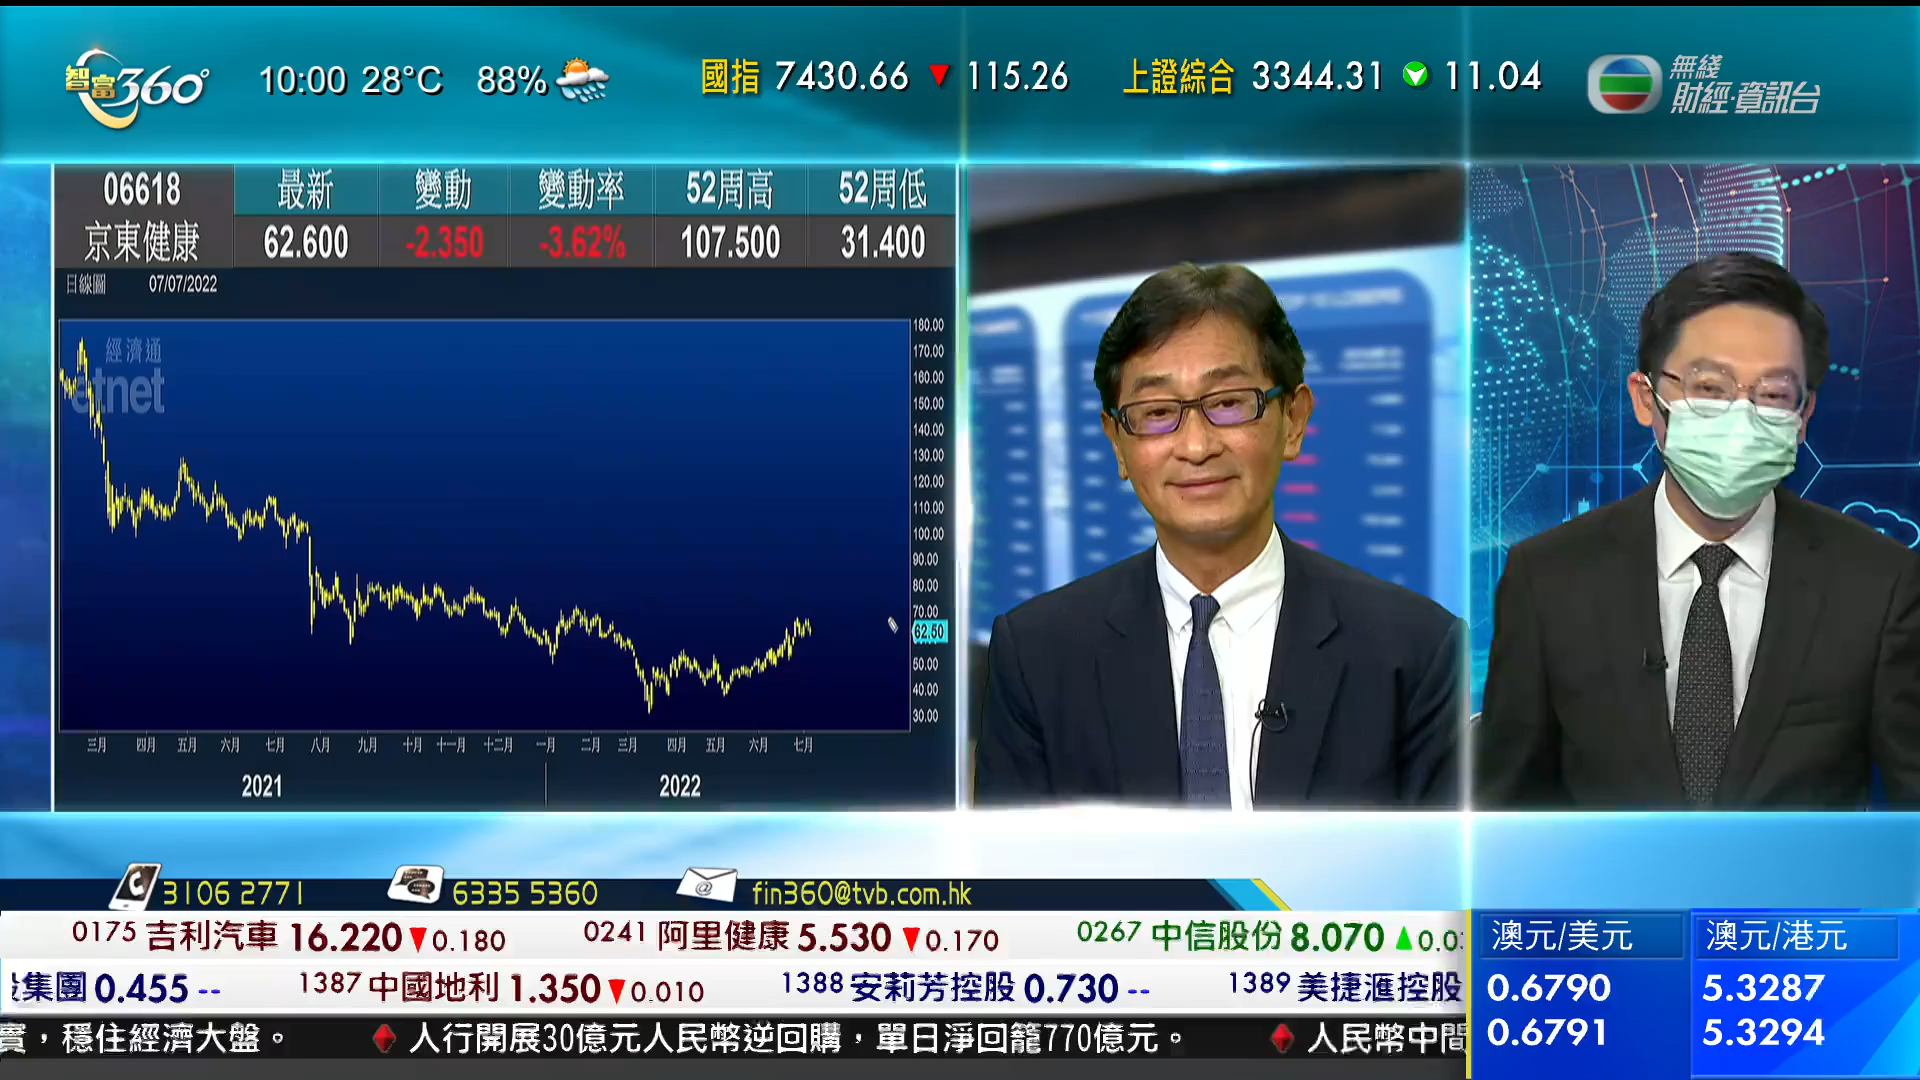 智富360°
10:00 28°C 88%
國指 7430.66 ▼ 115.26
上證綜合 3344.31 11.04
無綫
財經·資訊台
06618 最新 變動 變動率 52周高 52周低
京東健康 62.600 -2.350 -3.62% 107.500 31.400
日線圖 07/07/2022
經濟通
etnet
180.00
170.00
160.00
150.00
140.00
130.00
120.00
110.00
100.00
90.00
80.00
70.00
62.50
50.00
40.00
30.00
三月 四月 五月 六月 七月 八月 九月 十月 十一月 十二月 一月 二月 三月 四月 五月 六月 七月
2021 2022
3106 2771 6335 5360 fin360@tvb.com.hk
0175 吉利汽車 16.220 ▼ 0.180 0241 阿里健康 5.530 ▼ 0.170 0267 中信股份 8.070 ▲ 0.0
集團 0.455 -- 1387 中國地利 1.350 ▼ 0.010 1388 安莉芳控股 0.730 -- 1389 美捷滙控股
實，穩住經濟大盤。 ◆ 人行開展30億元人民幣逆回購，單日淨回籠770億元。 ◆ 人民幣中間
澳元/美元 澳元/港元
0.6790 5.3287
0.6791 5.3294